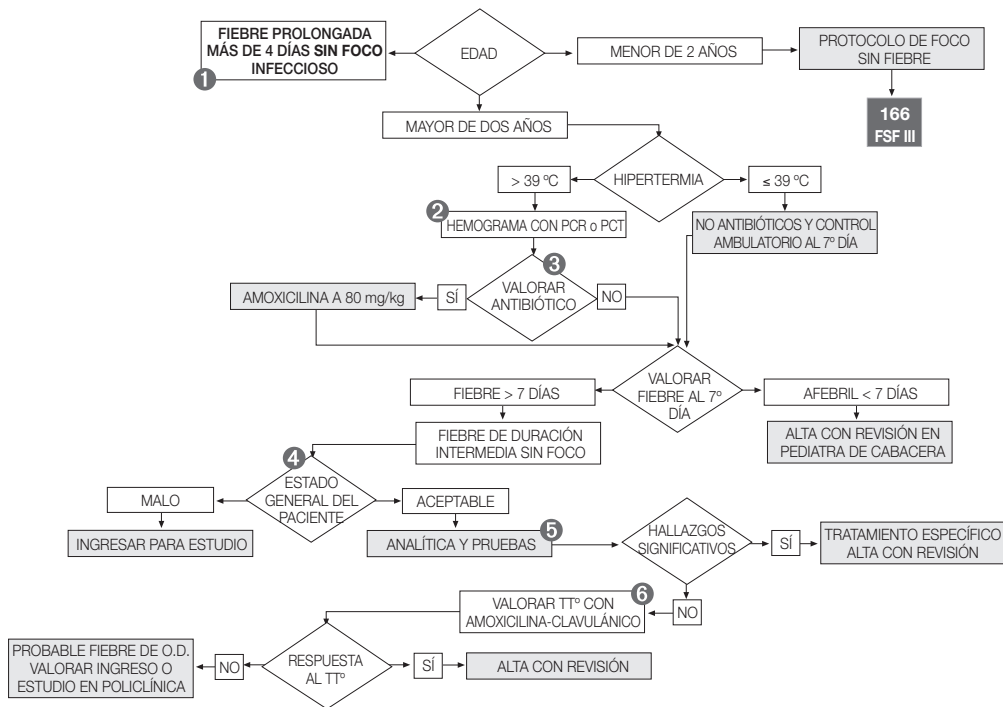 FIEBRE PROLONGADA
MÁS DE 4 DÍAS SIN FOCO
INFECCIOSO
1
EDAD
MENOR DE 2 AÑOS
PROTOCOLO DE FOCO
SIN FIEBRE
166
FSF III
MAYOR DE DOS AÑOS
HIPERTERMIA
> 39 ºC
≤ 39 ºC
2
HEMOGRAMA CON PCR o PCT
NO ANTIBIÓTICOS Y CONTROL
AMBULATORIO AL 7º DÍA
3
VALORAR
ANTIBIÓTICO
SÍ
NO
AMOXICILINA A 80 mg/kg
VALORAR
FIEBRE AL 7º
DÍA
FIEBRE > 7 DÍAS
AFEBRIL < 7 DÍAS
FIEBRE DE DURACIÓN
INTERMEDIA SIN FOCO
ALTA CON REVISIÓN EN
PEDIATRA DE CABACERA
4
ESTADO
GENERAL DEL
PACIENTE
MALO
ACEPTABLE
INGRESAR PARA ESTUDIO
ANALÍTICA Y PRUEBAS
5
HALLAZGOS
SIGNIFICATIVOS
SÍ
TRATAMIENTO ESPECÍFICO
ALTA CON REVISIÓN
NO
6
VALORAR TTº CON
AMOXICILINA-CLAVULÁNICO
RESPUESTA
AL TTº
NO
SÍ
PROBABLE FIEBRE DE O.D.
VALORAR INGRESO O
ESTUDIO EN POLICLÍNICA
ALTA CON REVISIÓN